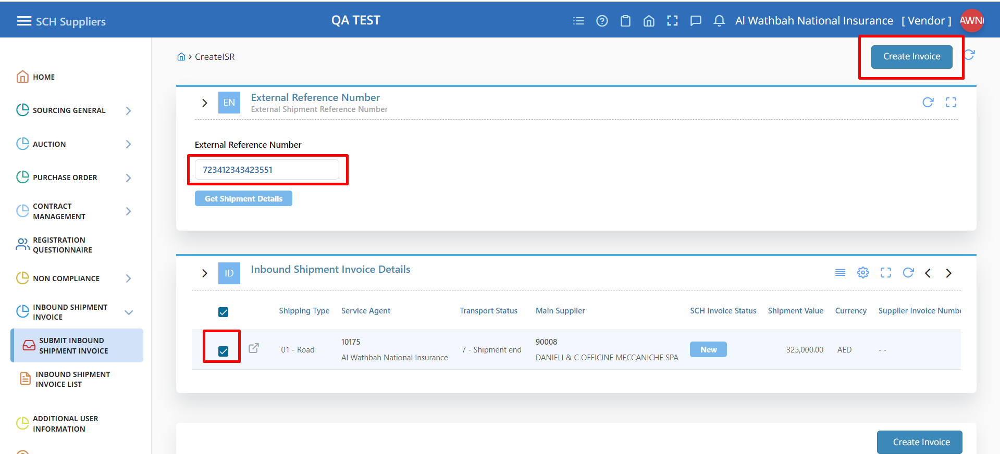 SCH Suppliers
QA TEST
Al Wathbah National Insurance [ Vendor ]
AWNI
CreateISR
Create Invoice
HOME
SOURCING GENERAL
AUCTION
PURCHASE ORDER
CONTRACT
MANAGEMENT
REGISTRATION
QUESTIONNAIRE
NON COMPLIANCE
INBOUND SHIPMENT
INVOICE
SUBMIT INBOUND
SHIPMENT INVOICE
INBOUND SHIPMENT
INVOICE LIST
ADDITIONAL USER
INFORMATION
EN
External Reference Number
External Shipment Reference Number
External Reference Number
723412343423551
Get Shipment Details
ID
Inbound Shipment Invoice Details
Shipping Type Service Agent Transport Status Main Supplier SCH Invoice Status Shipment Value Currency Supplier Invoice Numb
10175 90008
01 - Road 7 - Shipment end New 325,000.00 AED - -
Al Wathbah National Insurance DANIELI & C OFFICINE MECCANICHE SPA
Create Invoice